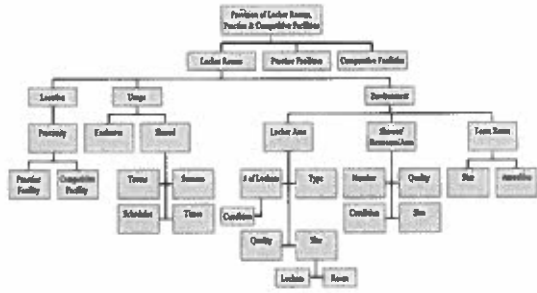 Provision of Locker Rooms,
Practice & Competitive Facilities
Locker Rooms
Practice Facilities
Competitive Facilities
Location
Usage
Environment
Proximity
Exclusive
Shared
Locker Area
Shower/
Restroom/Area
Team Room
Practice
Facility
Competitive
Facility
Teams
Seasons
Schedules
Times
# of Lockers
Type
Number
Quality
Size
Amenities
Condition
Condition
Size
Quality
Size
Lockers
Room